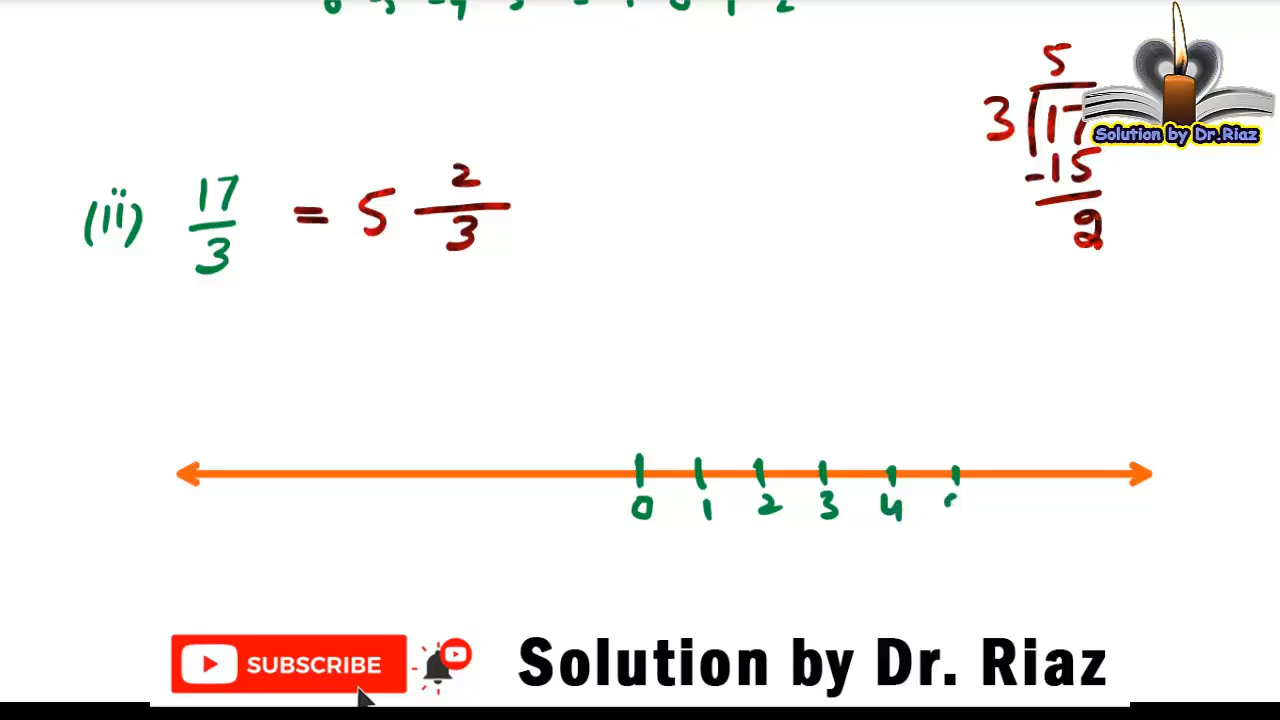 5
3 17
Solution by Dr.Riaz
-15
2
(ii) 17/3 = 5 2/3
0 1 2 3 4
SUBSCRIBE
Solution by Dr. Riaz